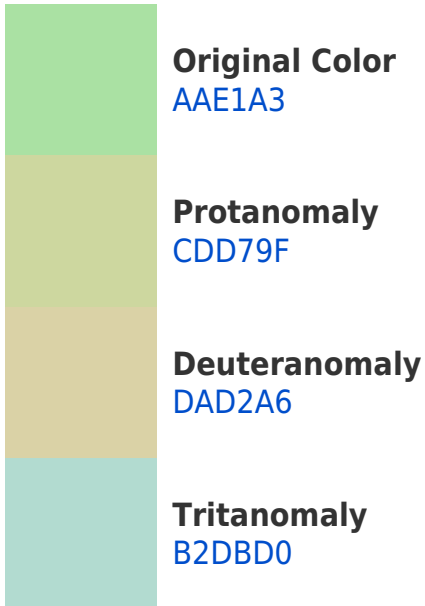 Original Color
AAE1A3
Protanomaly
CDD79F
Deuteranomaly
DAD2A6
Tritanomaly
B2DBD0